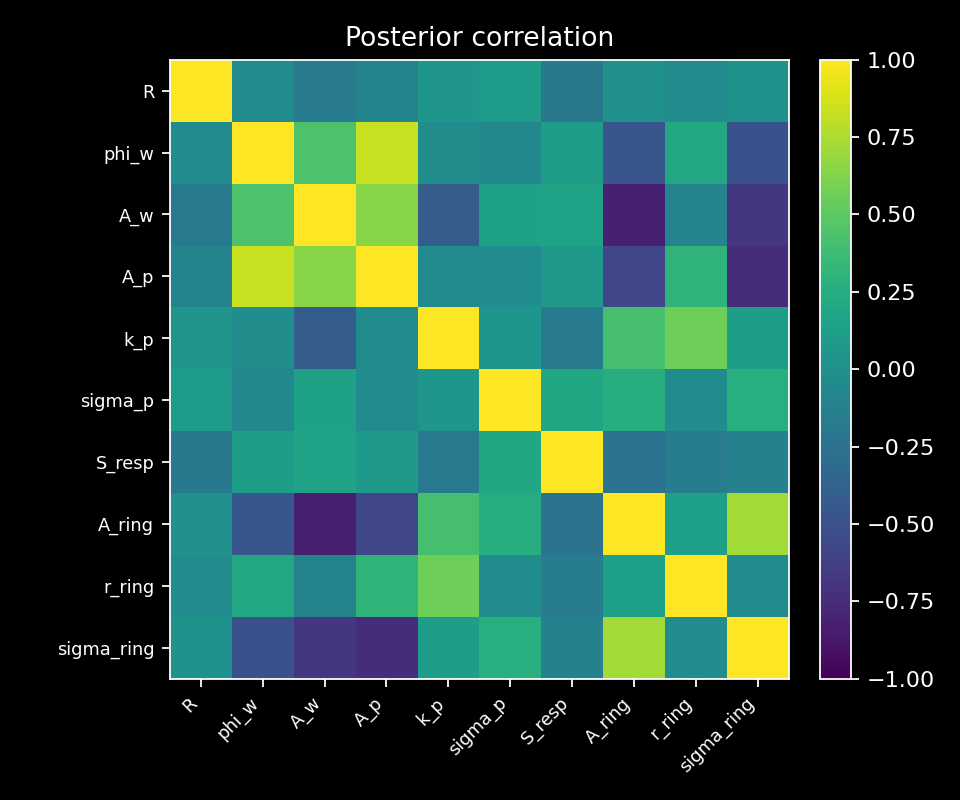 Posterior correlation
R
phi_w
A_w
A_p
k_p
sigma_p
S_resp
A_ring
r_ring
sigma_ring
R
phi_w
A_w
A_p
k_p
sigma_p
S_resp
A_ring
r_ring
sigma_ring
1.00
0.75
0.50
0.25
0.00
−0.25
−0.50
−0.75
−1.00